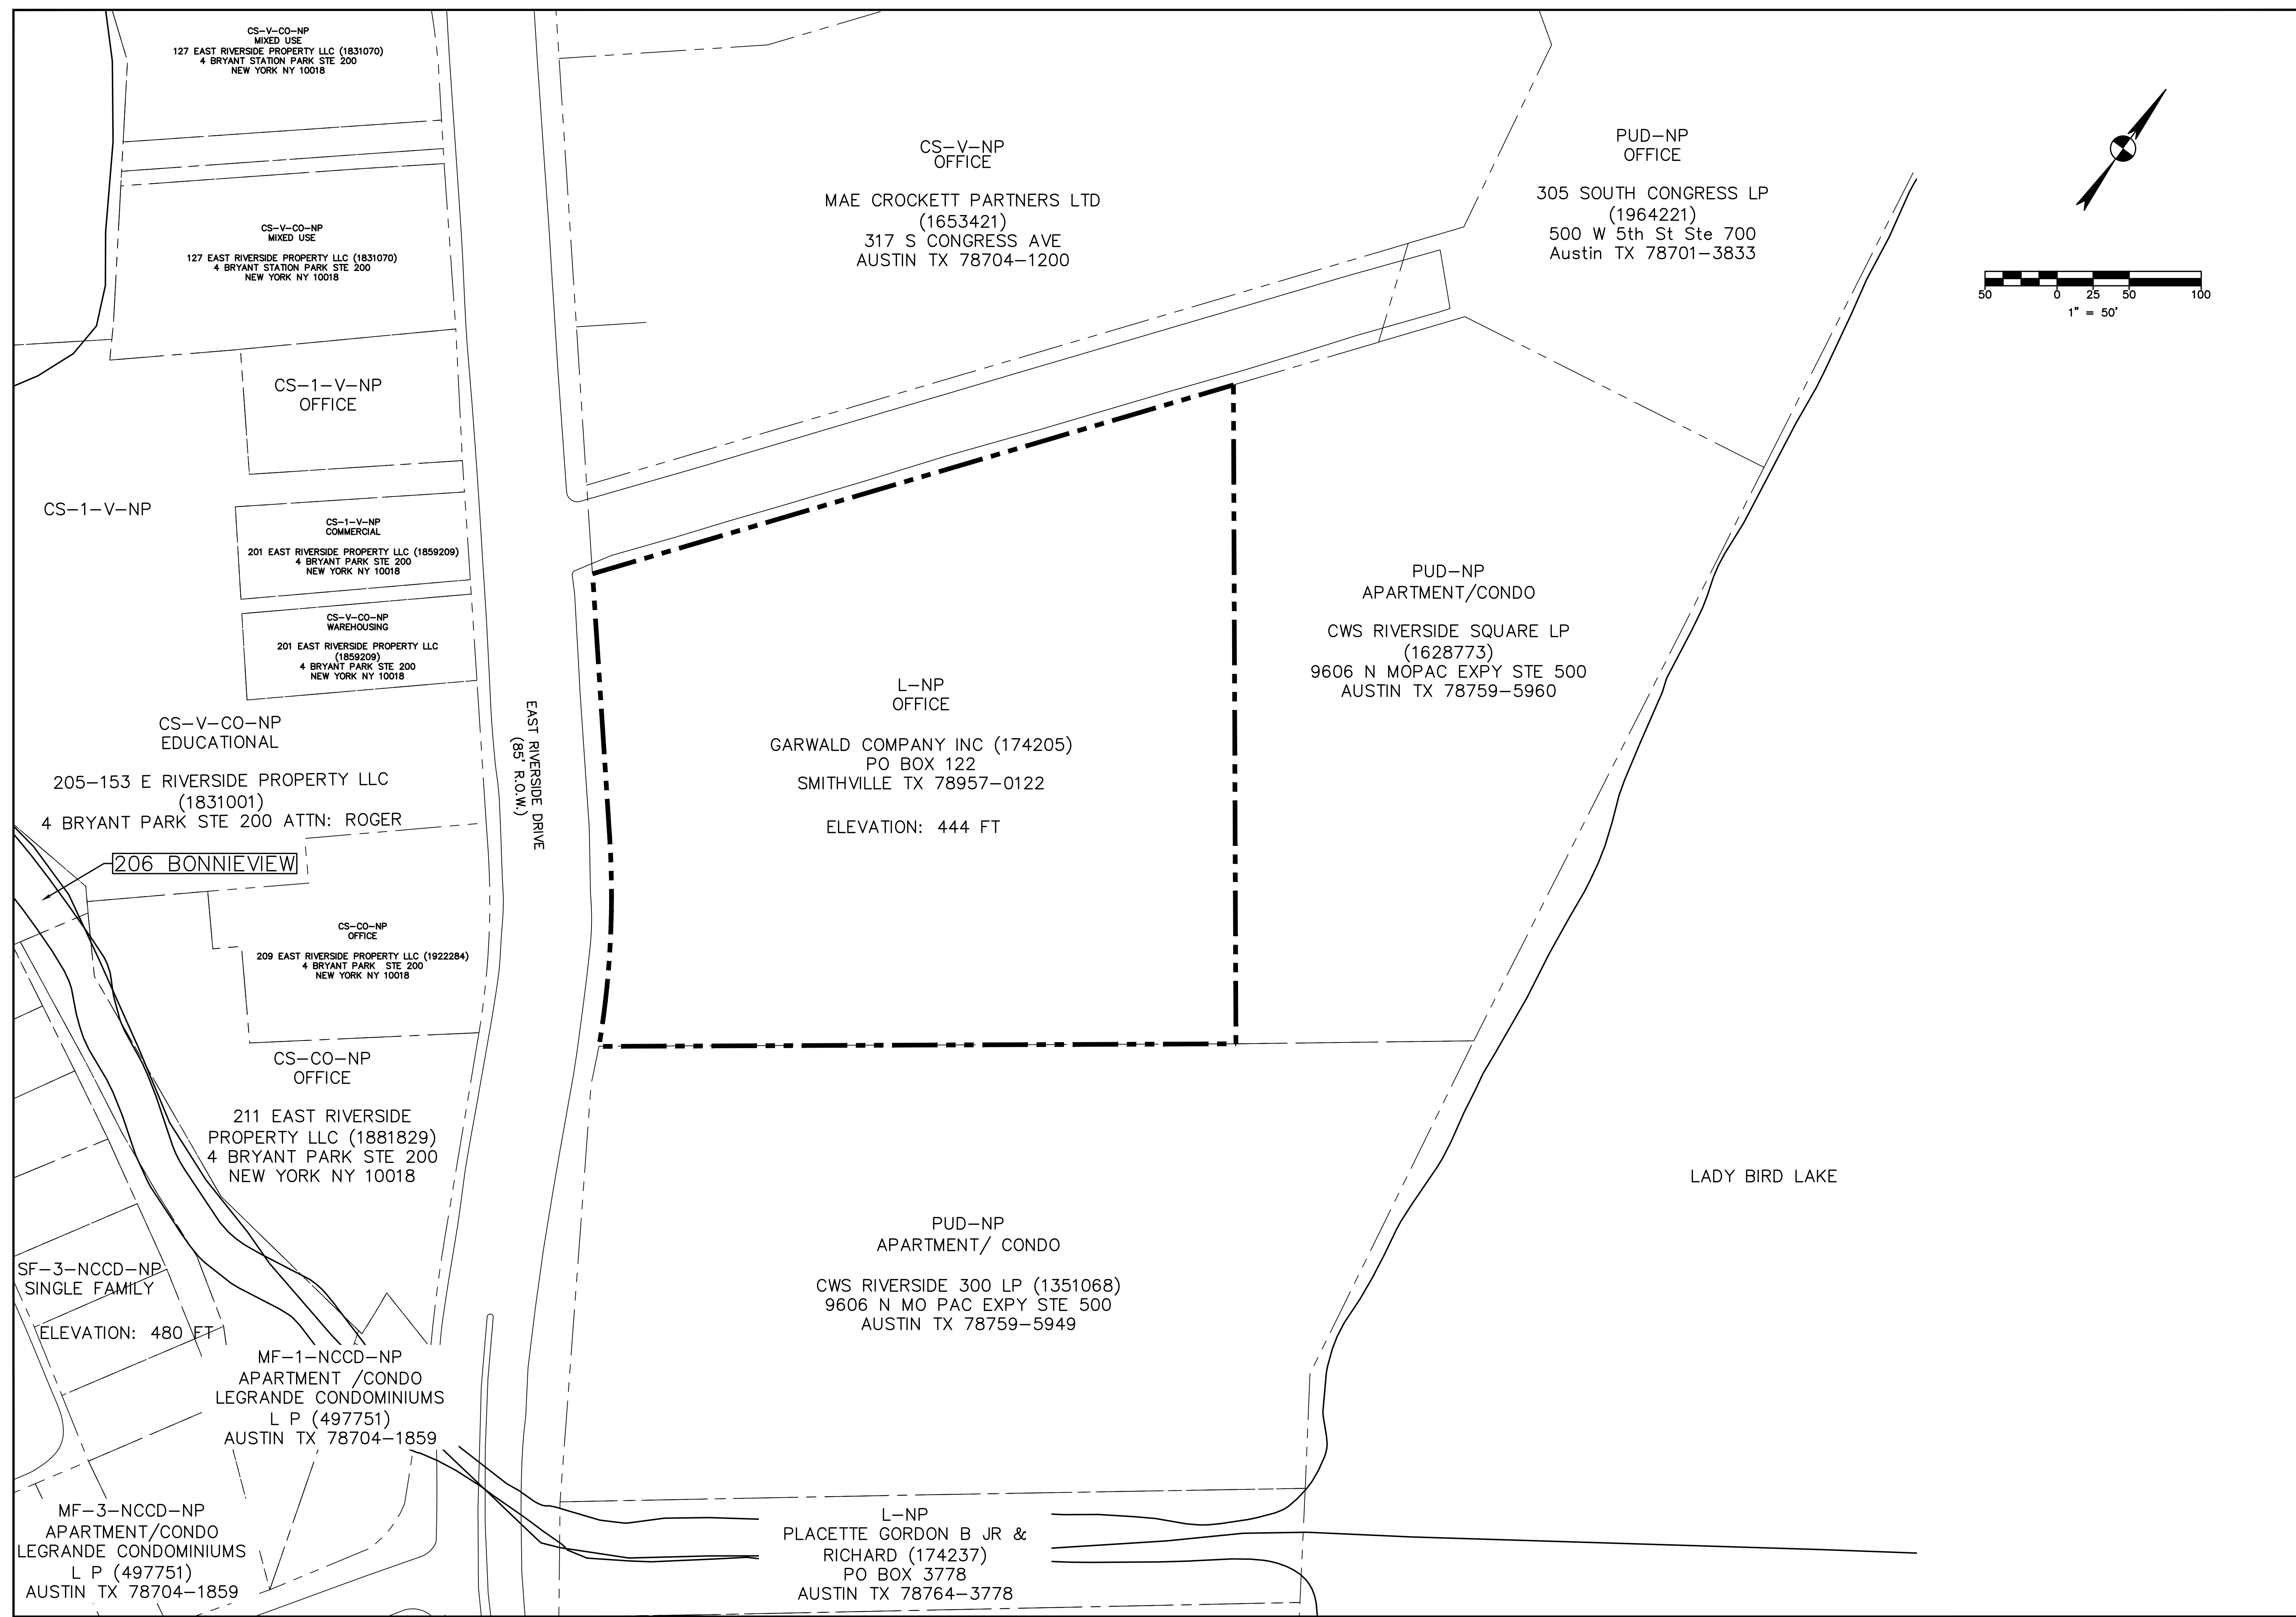 CS-V-CO-NP
MIXED USE
127 EAST RIVERSIDE PROPERTY LLC (1831070)
4 BRYANT STATION PARK STE 200
NEW YORK NY 10018
CS-V-CO-NP
MIXED USE
127 EAST RIVERSIDE PROPERTY LLC (1831070)
4 BRYANT STATION PARK STE 200
NEW YORK NY 10018
CS-V-NP
OFFICE
MAE CROCKETT PARTNERS LTD
(1653421)
317 S CONGRESS AVE
AUSTIN TX 78704-1200
PUD-NP
OFFICE
305 SOUTH CONGRESS LP
(1964221)
500 W 5th St Ste 700
Austin TX 78701-3833
50 0 25 50 100
1" = 50'
CS-1-V-NP
OFFICE
CS-1-V-NP
CS-1-V-NP
COMMERCIAL
201 EAST RIVERSIDE PROPERTY LLC (1859209)
4 BRYANT PARK STE 200
NEW YORK NY 10018
CS-V-CO-NP
WAREHOUSING
201 EAST RIVERSIDE PROPERTY LLC
(1859209)
4 BRYANT PARK STE 200
NEW YORK NY 10018
EAST RIVERSIDE DRIVE
(85' R.O.W.)
L-NP
OFFICE
GARWALD COMPANY INC (174205)
PO BOX 122
SMITHVILLE TX 78957-0122
ELEVATION: 444 FT
PUD-NP
APARTMENT/CONDO
CWS RIVERSIDE SQUARE LP
(1628773)
9606 N MOPAC EXPY STE 500
AUSTIN TX 78759-5960
CS-V-CO-NP
EDUCATIONAL
205-153 E RIVERSIDE PROPERTY LLC
(1831001)
4 BRYANT PARK STE 200 ATTN: ROGER
206 BONNIEVIEW
CS-CO-NP
OFFICE
209 EAST RIVERSIDE PROPERTY LLC (1922284)
4 BRYANT PARK STE 200
NEW YORK NY 10018
CS-CO-NP
OFFICE
211 EAST RIVERSIDE
PROPERTY LLC (1881829)
4 BRYANT PARK STE 200
NEW YORK NY 10018
LADY BIRD LAKE
PUD-NP
APARTMENT/ CONDO
CWS RIVERSIDE 300 LP (1351068)
9606 N MO PAC EXPY STE 500
AUSTIN TX 78759-5949
SF-3-NCCD-NP
SINGLE FAMILY
ELEVATION: 480 FT
MF-1-NCCD-NP
APARTMENT /CONDO
LEGRANDE CONDOMINIUMS
L P (497751)
AUSTIN TX 78704-1859
MF-3-NCCD-NP
APARTMENT/CONDO
LEGRANDE CONDOMINIUMS
L P (497751)
AUSTIN TX 78704-1859
L-NP
PLACETTE GORDON B JR &
RICHARD (174237)
PO BOX 3778
AUSTIN TX 78764-3778